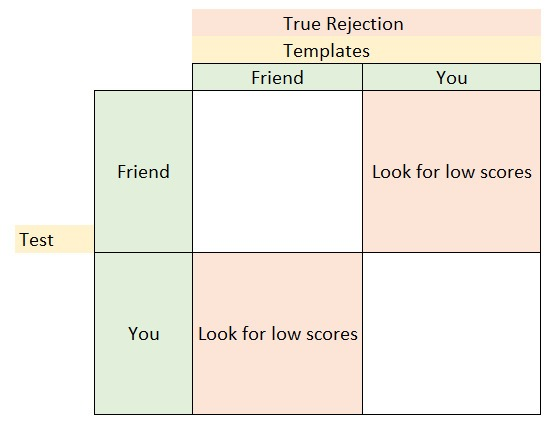 True Rejection
Templates
Friend You
Friend Look for low scores
Test
You Look for low scores